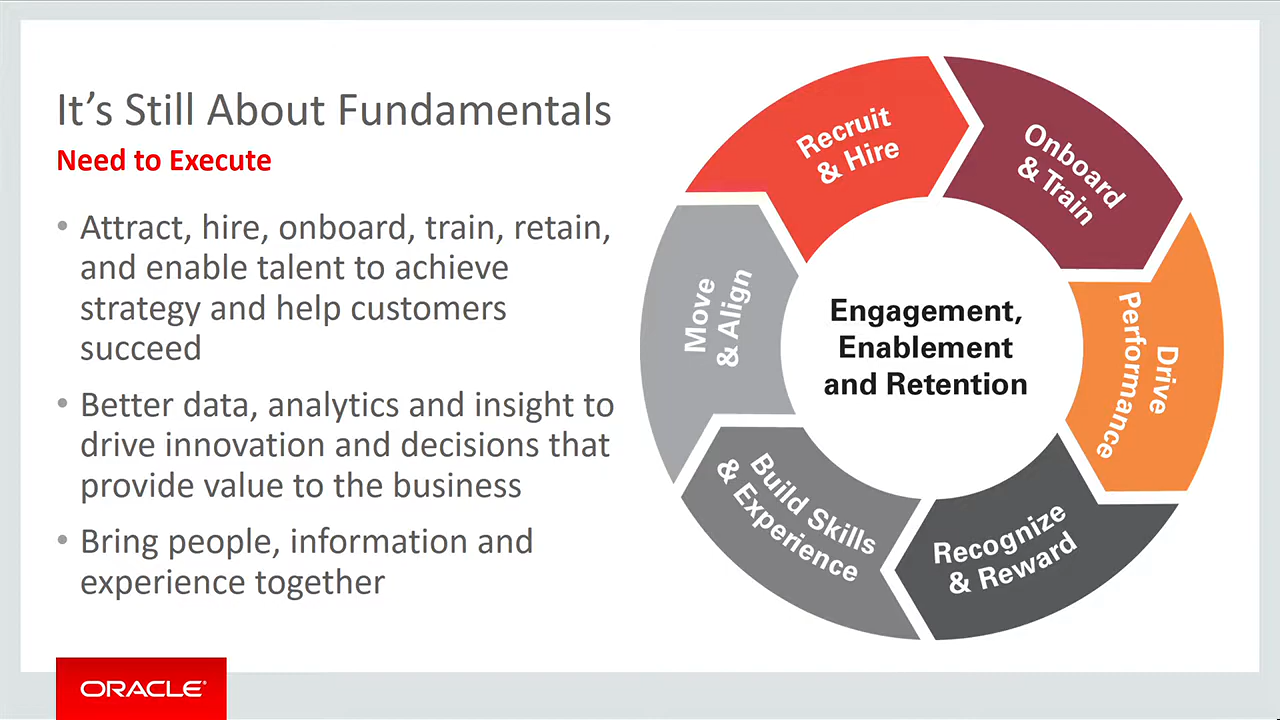 It’s Still About Fundamentals
Need to Execute
• Attract, hire, onboard, train, retain,
and enable talent to achieve
strategy and help customers
succeed
• Better data, analytics and insight to
drive innovation and decisions that
provide value to the business
• Bring people, information and
experience together
Recruit
& Hire
Onboard
& Train
Drive
Performance
Recognize
& Reward
Build Skills
& Experience
Move
& Align
Engagement,
Enablement
and Retention
ORACLE®